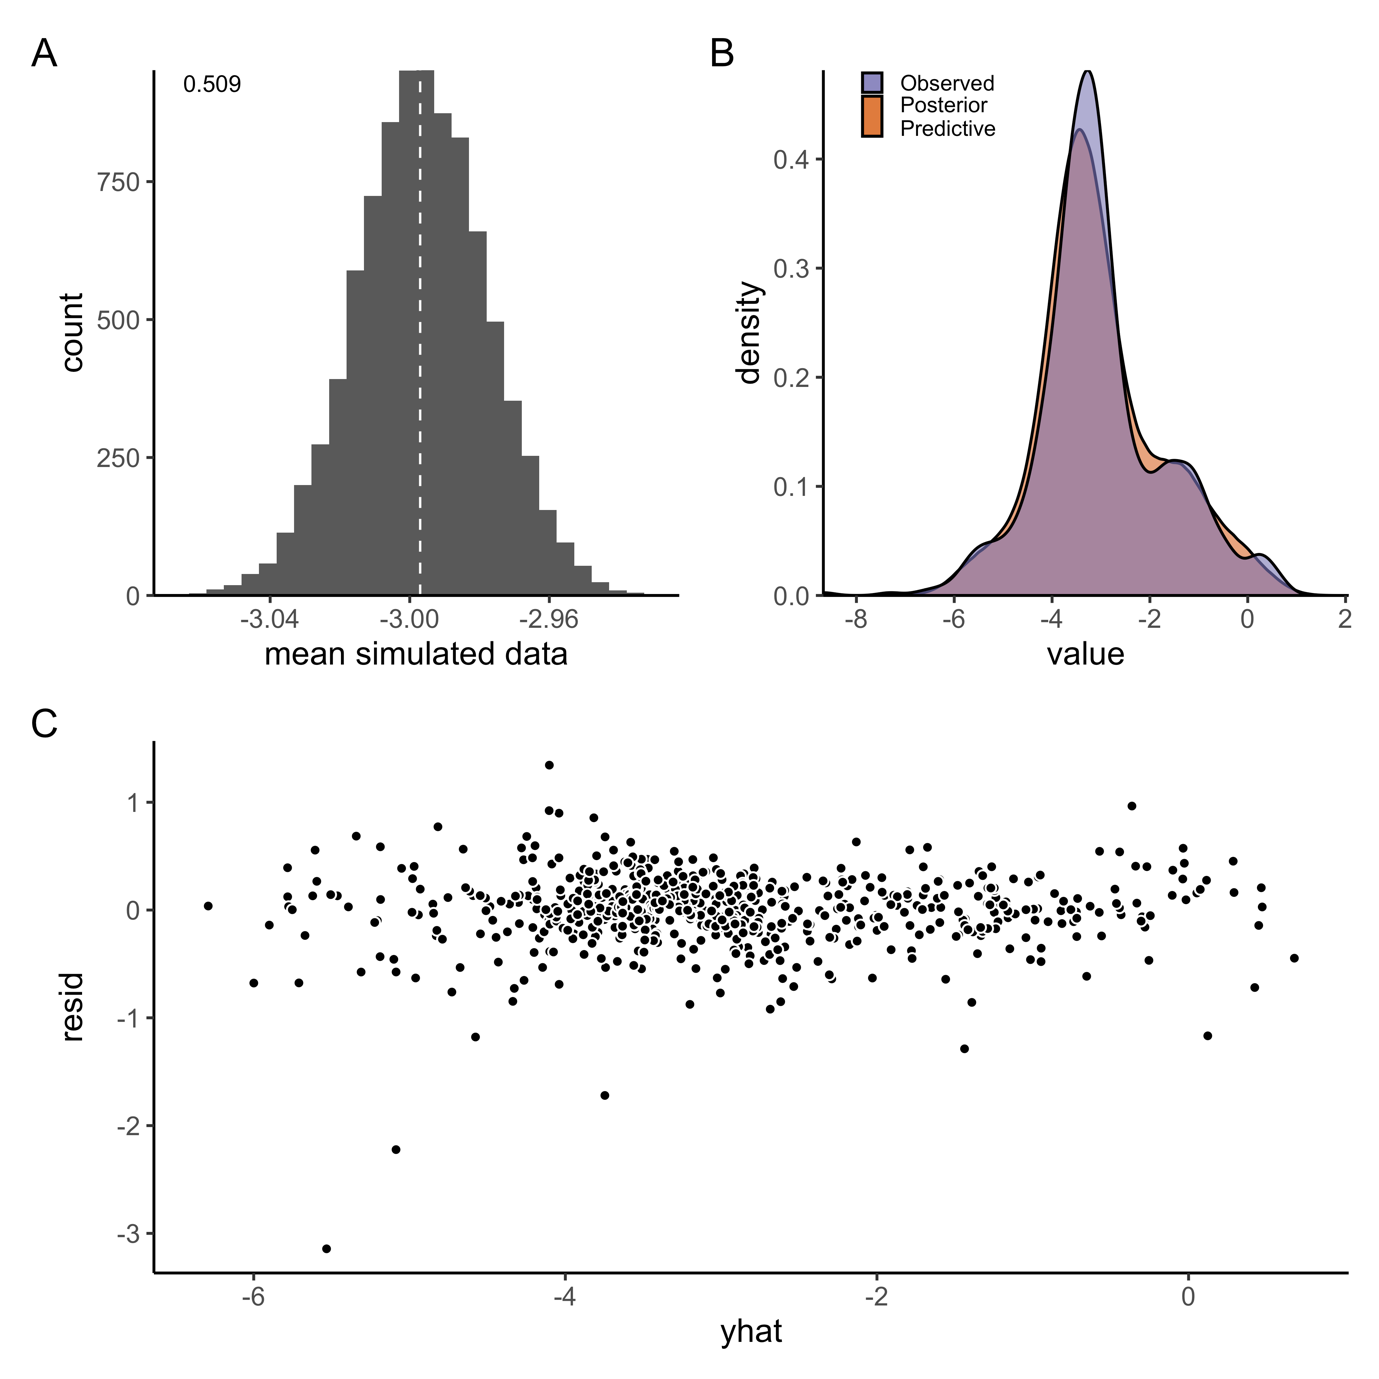 A
0.509
750
500
250
0
count
-3.04
-3.00
-2.96
mean simulated data
B
Observed
Posterior
Predictive
0.4
0.3
0.2
0.1
0.0
density
-8
-6
-4
-2
0
2
value
C
1
0
-1
-2
-3
resid
-6
-4
-2
0
yhat